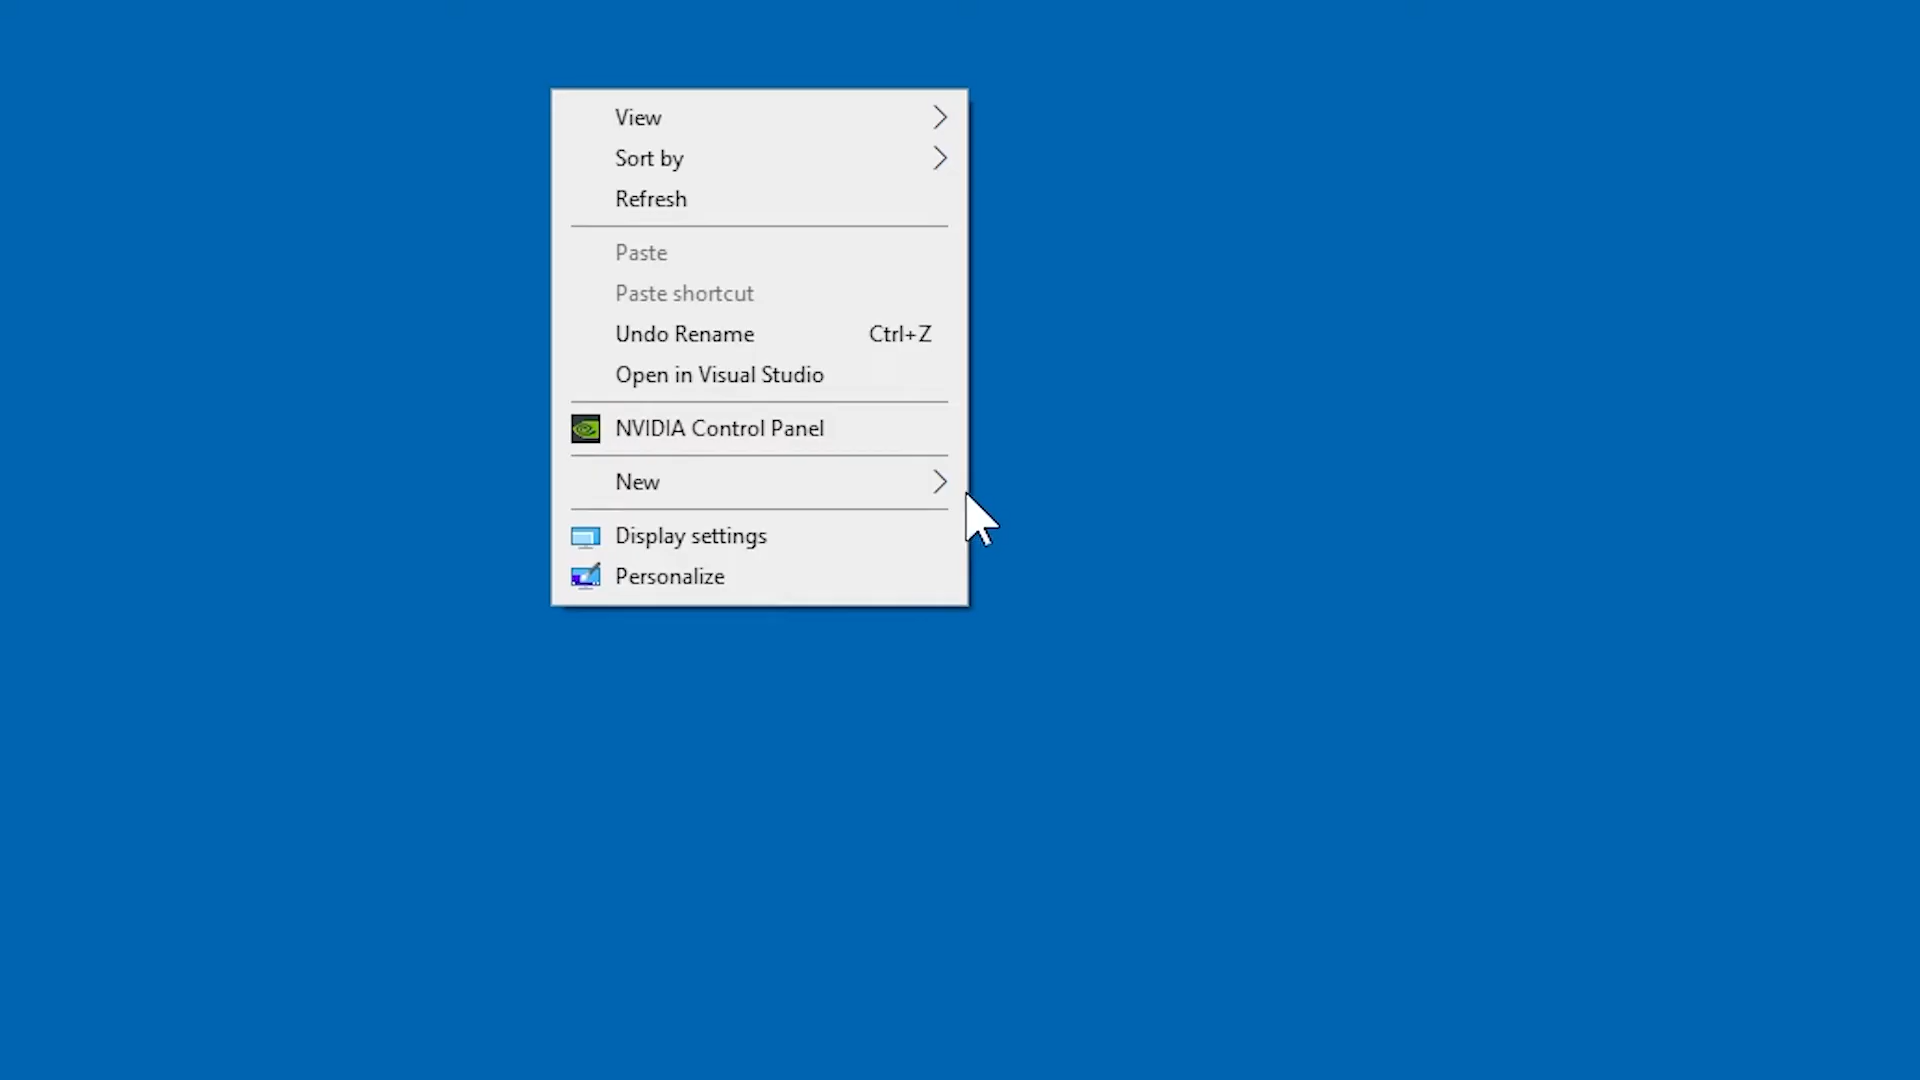 View
Sort by
Refresh
Paste
Paste shortcut
Undo Rename Ctrl+Z
Open in Visual Studio
NVIDIA Control Panel
New
Display settings
Personalize